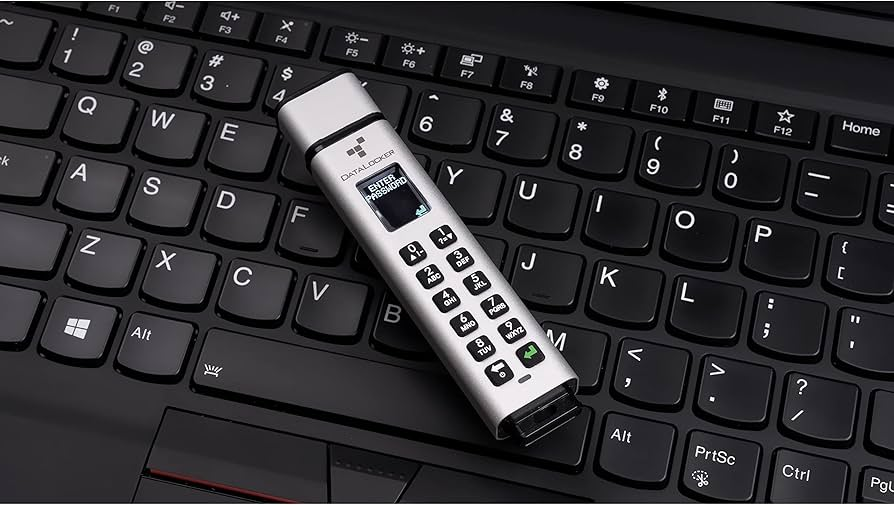 F1
F2
F3
F4
F5
F6
F7
F8
F9
F10
F11
F12
Home
!
1
@
2
#
3
$
4
^
6
&
7
*
8
(
9
)
0
Q
W
E
Y
U
I
O
P
A
S
D
F
J
K
L
:
;
"
'
Z
X
C
V
B
M
<
,
>
.
?
/
Alt
Alt
PrtSc
Ctrl
PgU
DATALOCKER
ENTER
PASSWORD
0
1
2 ABC
3 DEF
4 GHI
5 JKL
6 MNO
7 PQRS
8 TUV
9 WXYZ